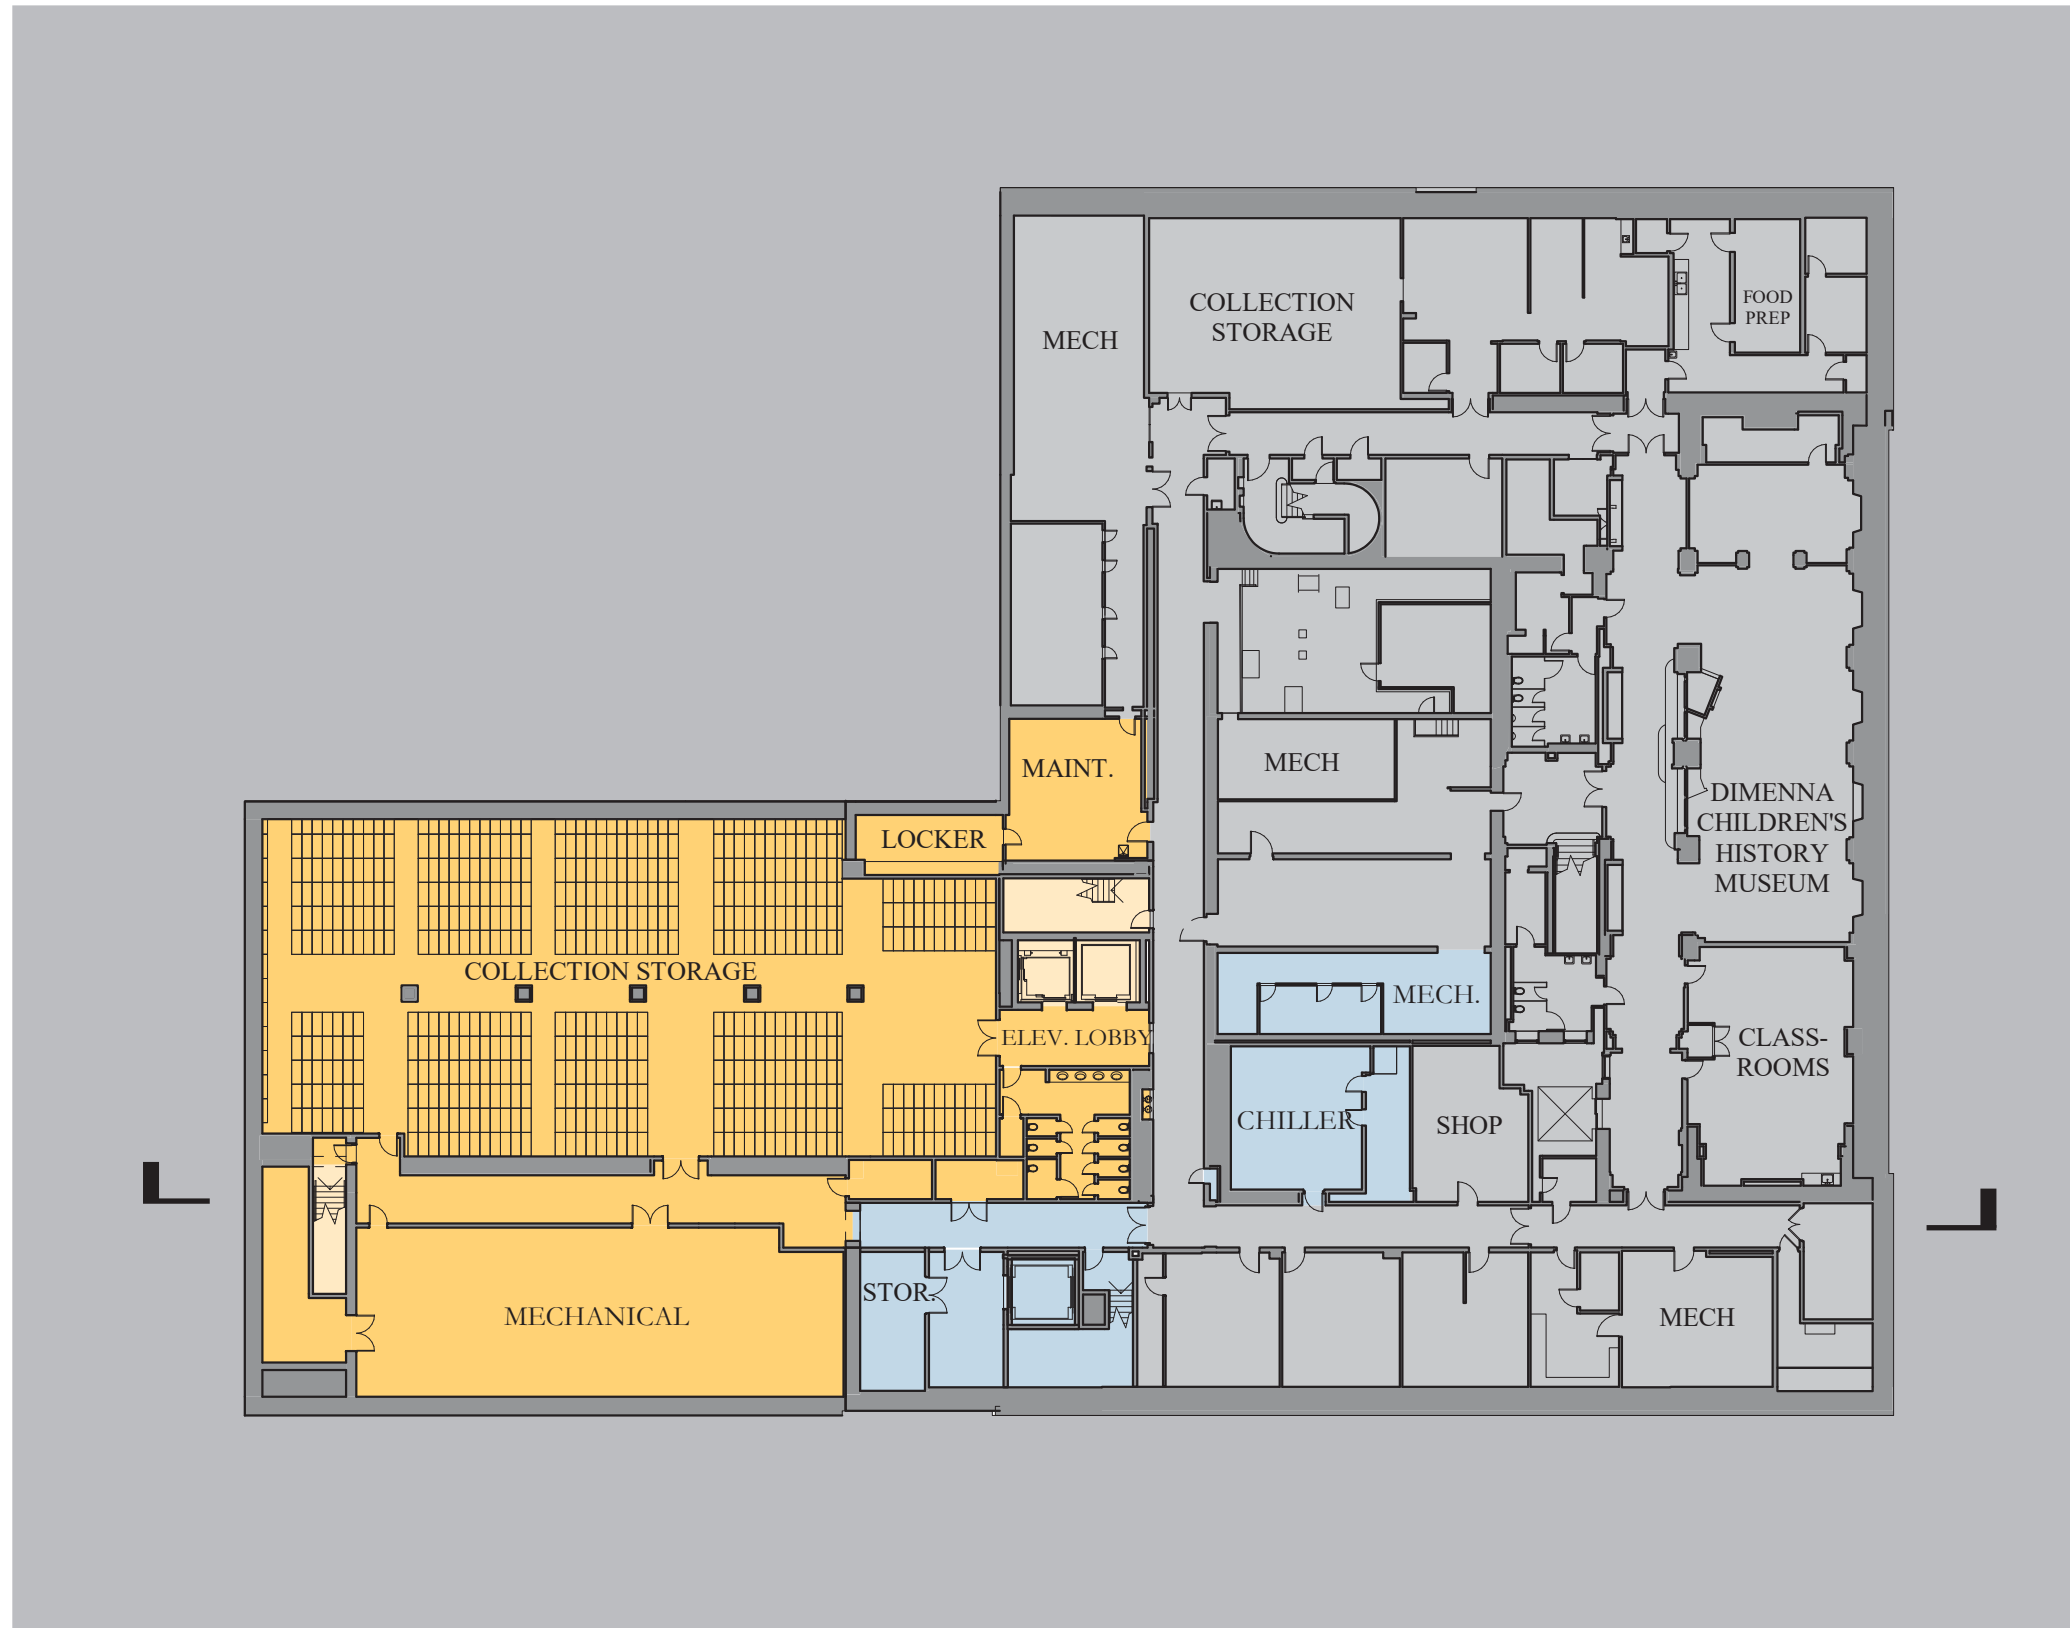 COLLECTION
STORAGE
MECH
FOOD
PREP
MAINT.
MECH
LOCKER
DIMENNA
CHILDREN'S
HISTORY
MUSEUM
COLLECTION STORAGE
MECH.
ELEV. LOBBY
CLASS-
ROOMS
CHILLER
SHOP
STOR.
MECHANICAL
MECH